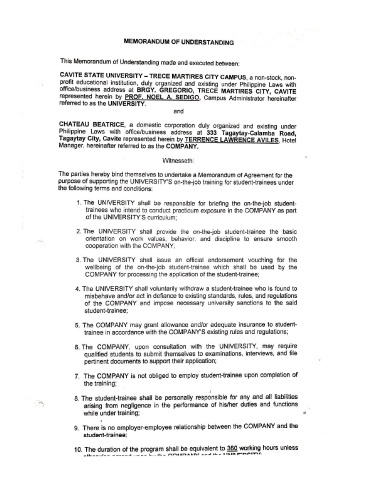 MEMORANDUM OF UNDERSTANDING
This Memorandum of Understanding made and executed between:
CAVITE STATE UNIVERSITY – TRECE MARTIRES CITY CAMPUS, a non-stock, non-
profit educational institution, duly organized and existing under Philippine Laws with
office/business address at BRGY. GREGORIO, TRECE MARTIRES CITY, CAVITE
represented herein by PROF. NOEL A. SEDIGO, Campus Administrator hereinafter
referred to as the UNIVERSITY.
and
CHATEAU BEATRICE, a domestic corporation duly organized and existing under
Philippine Laws with office/business address at 333 Tagaytay-Calamba Road,
Tagaytay City, Cavite represented herein by TERRENCE LAWRENCE AVILES, Hotel
Manager, hereinafter referred to as the COMPANY.
Witnesseth:
The parties hereby bind themselves to undertake a Memorandum of Agreement for the
purpose of supporting the UNIVERSITY'S on-the-job training for student-trainees under
the following terms and conditions:
1. The UNIVERSITY shall be responsible for briefing the on-the-job student-
trainees who intend to conduct practicum exposure in the COMPANY as part
of the UNIVERSITY'S curriculum;
2. The UNIVERSITY shall provide the on-the-job student-trainee the basic
orientation on work values, behavior, and discipline to ensure smooth
cooperation with the COMPANY.
3. The UNIVERSITY shall issue an official endorsement vouching for the
wellbeing of the on-the-job student-trainee which shall be used by the
COMPANY for processing the application of the student-trainee;
4. The UNIVERSITY shall voluntarily withdraw a student-trainee who is found to
misbehave and/or act in defiance to existing standards, rules, and regulations
of the COMPANY and impose necessary university sanctions to the said
student-trainee;
5. The COMPANY may grant allowance and/or adequate insurance to student-
trainee in accordance with the COMPANY'S existing rules and regulations;
6. The COMPANY, upon consultation with the UNIVERSITY, may require
qualified students to submit themselves to examinations, interviews, and file
pertinent documents to support their application;
7. The COMPANY is not obliged to employ student-trainee upon completion of
the training;
8. The student-trainee shall be personally responsible for any and all liabilities
arising from negligence in the performance of his/her duties and functions
while under training;
9. There is no employer-employee relationship between the COMPANY and the
student-trainee;
10. The duration of the program shall be equivalent to 360 working hours unless